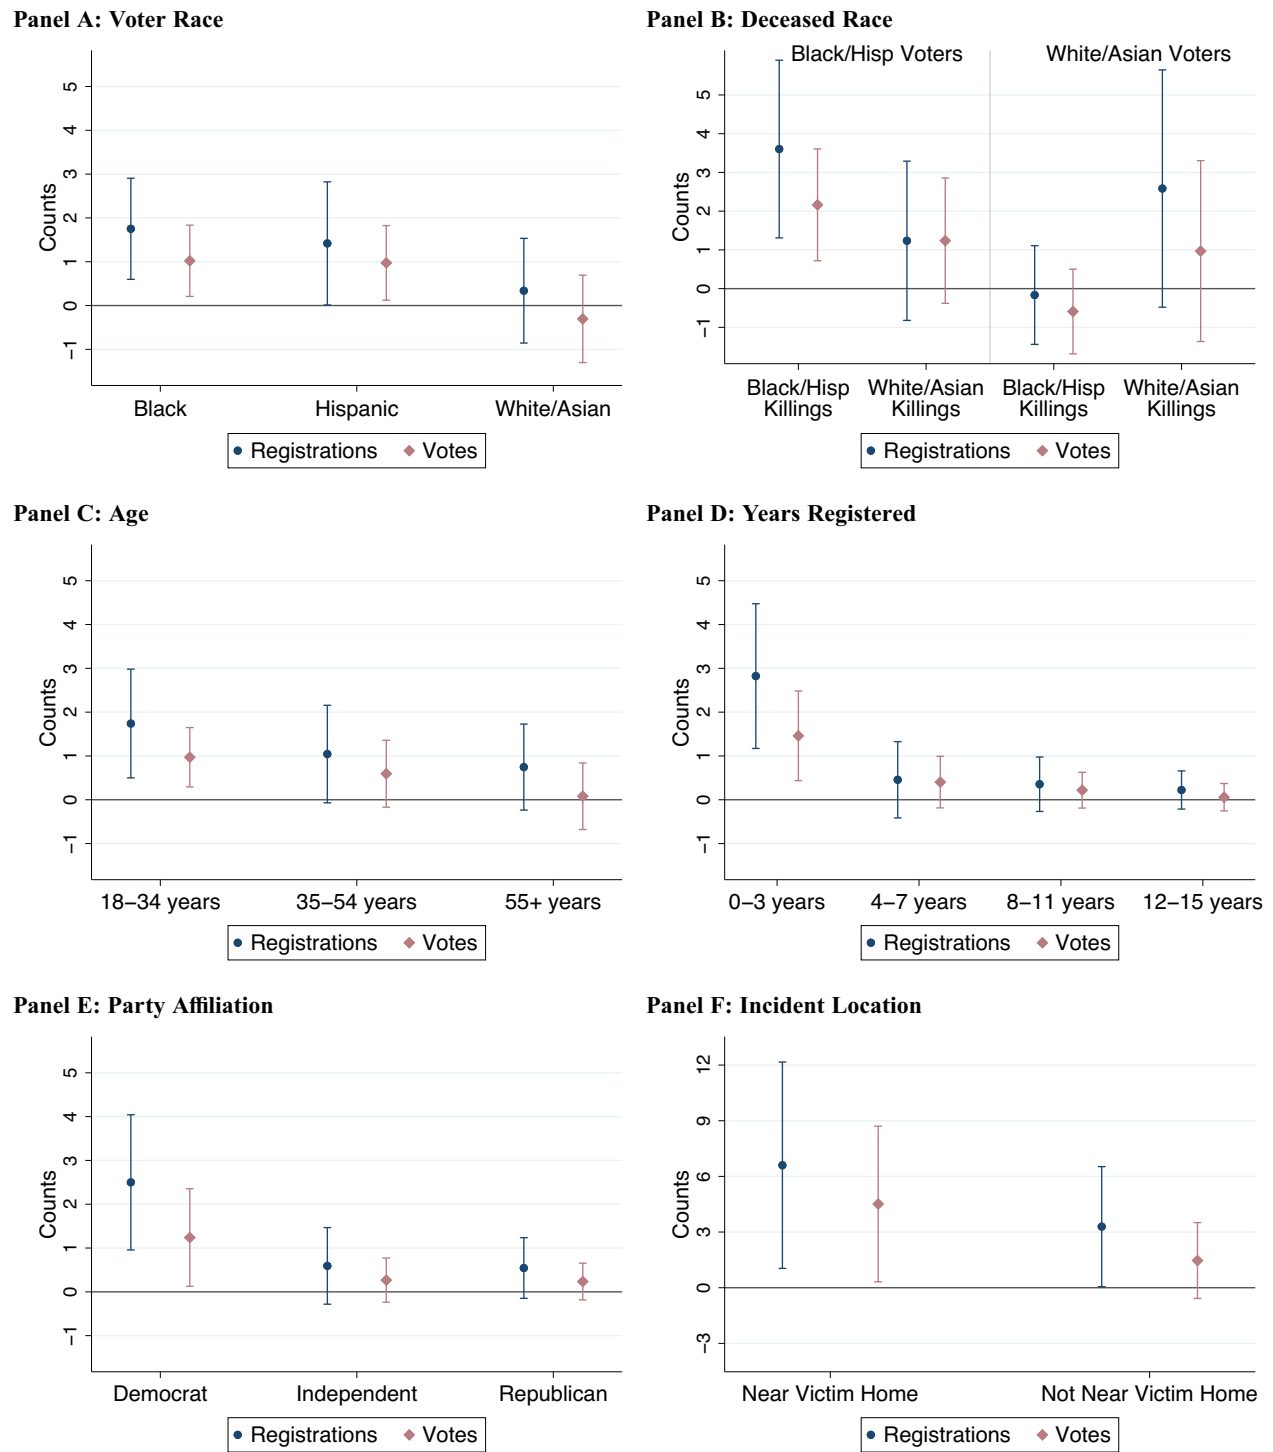 Panel A: Voter Race
5
4
3
2
1
0
−1
Counts
Black
Hispanic
White/Asian
Registrations
Votes
Panel B: Deceased Race
Black/Hisp Voters
White/Asian Voters
5
4
3
2
1
0
−1
Counts
Black/Hisp
Killings
White/Asian
Killings
Black/Hisp
Killings
White/Asian
Killings
Registrations
Votes
Panel C: Age
5
4
3
2
1
0
−1
Counts
18−34 years
35−54 years
55+ years
Registrations
Votes
Panel D: Years Registered
5
4
3
2
1
0
−1
Counts
0−3 years
4−7 years
8−11 years
12−15 years
Registrations
Votes
Panel E: Party Affiliation
5
4
3
2
1
0
−1
Counts
Democrat
Independent
Republican
Registrations
Votes
Panel F: Incident Location
12
9
6
3
0
−3
Counts
Near Victim Home
Not Near Victim Home
Registrations
Votes